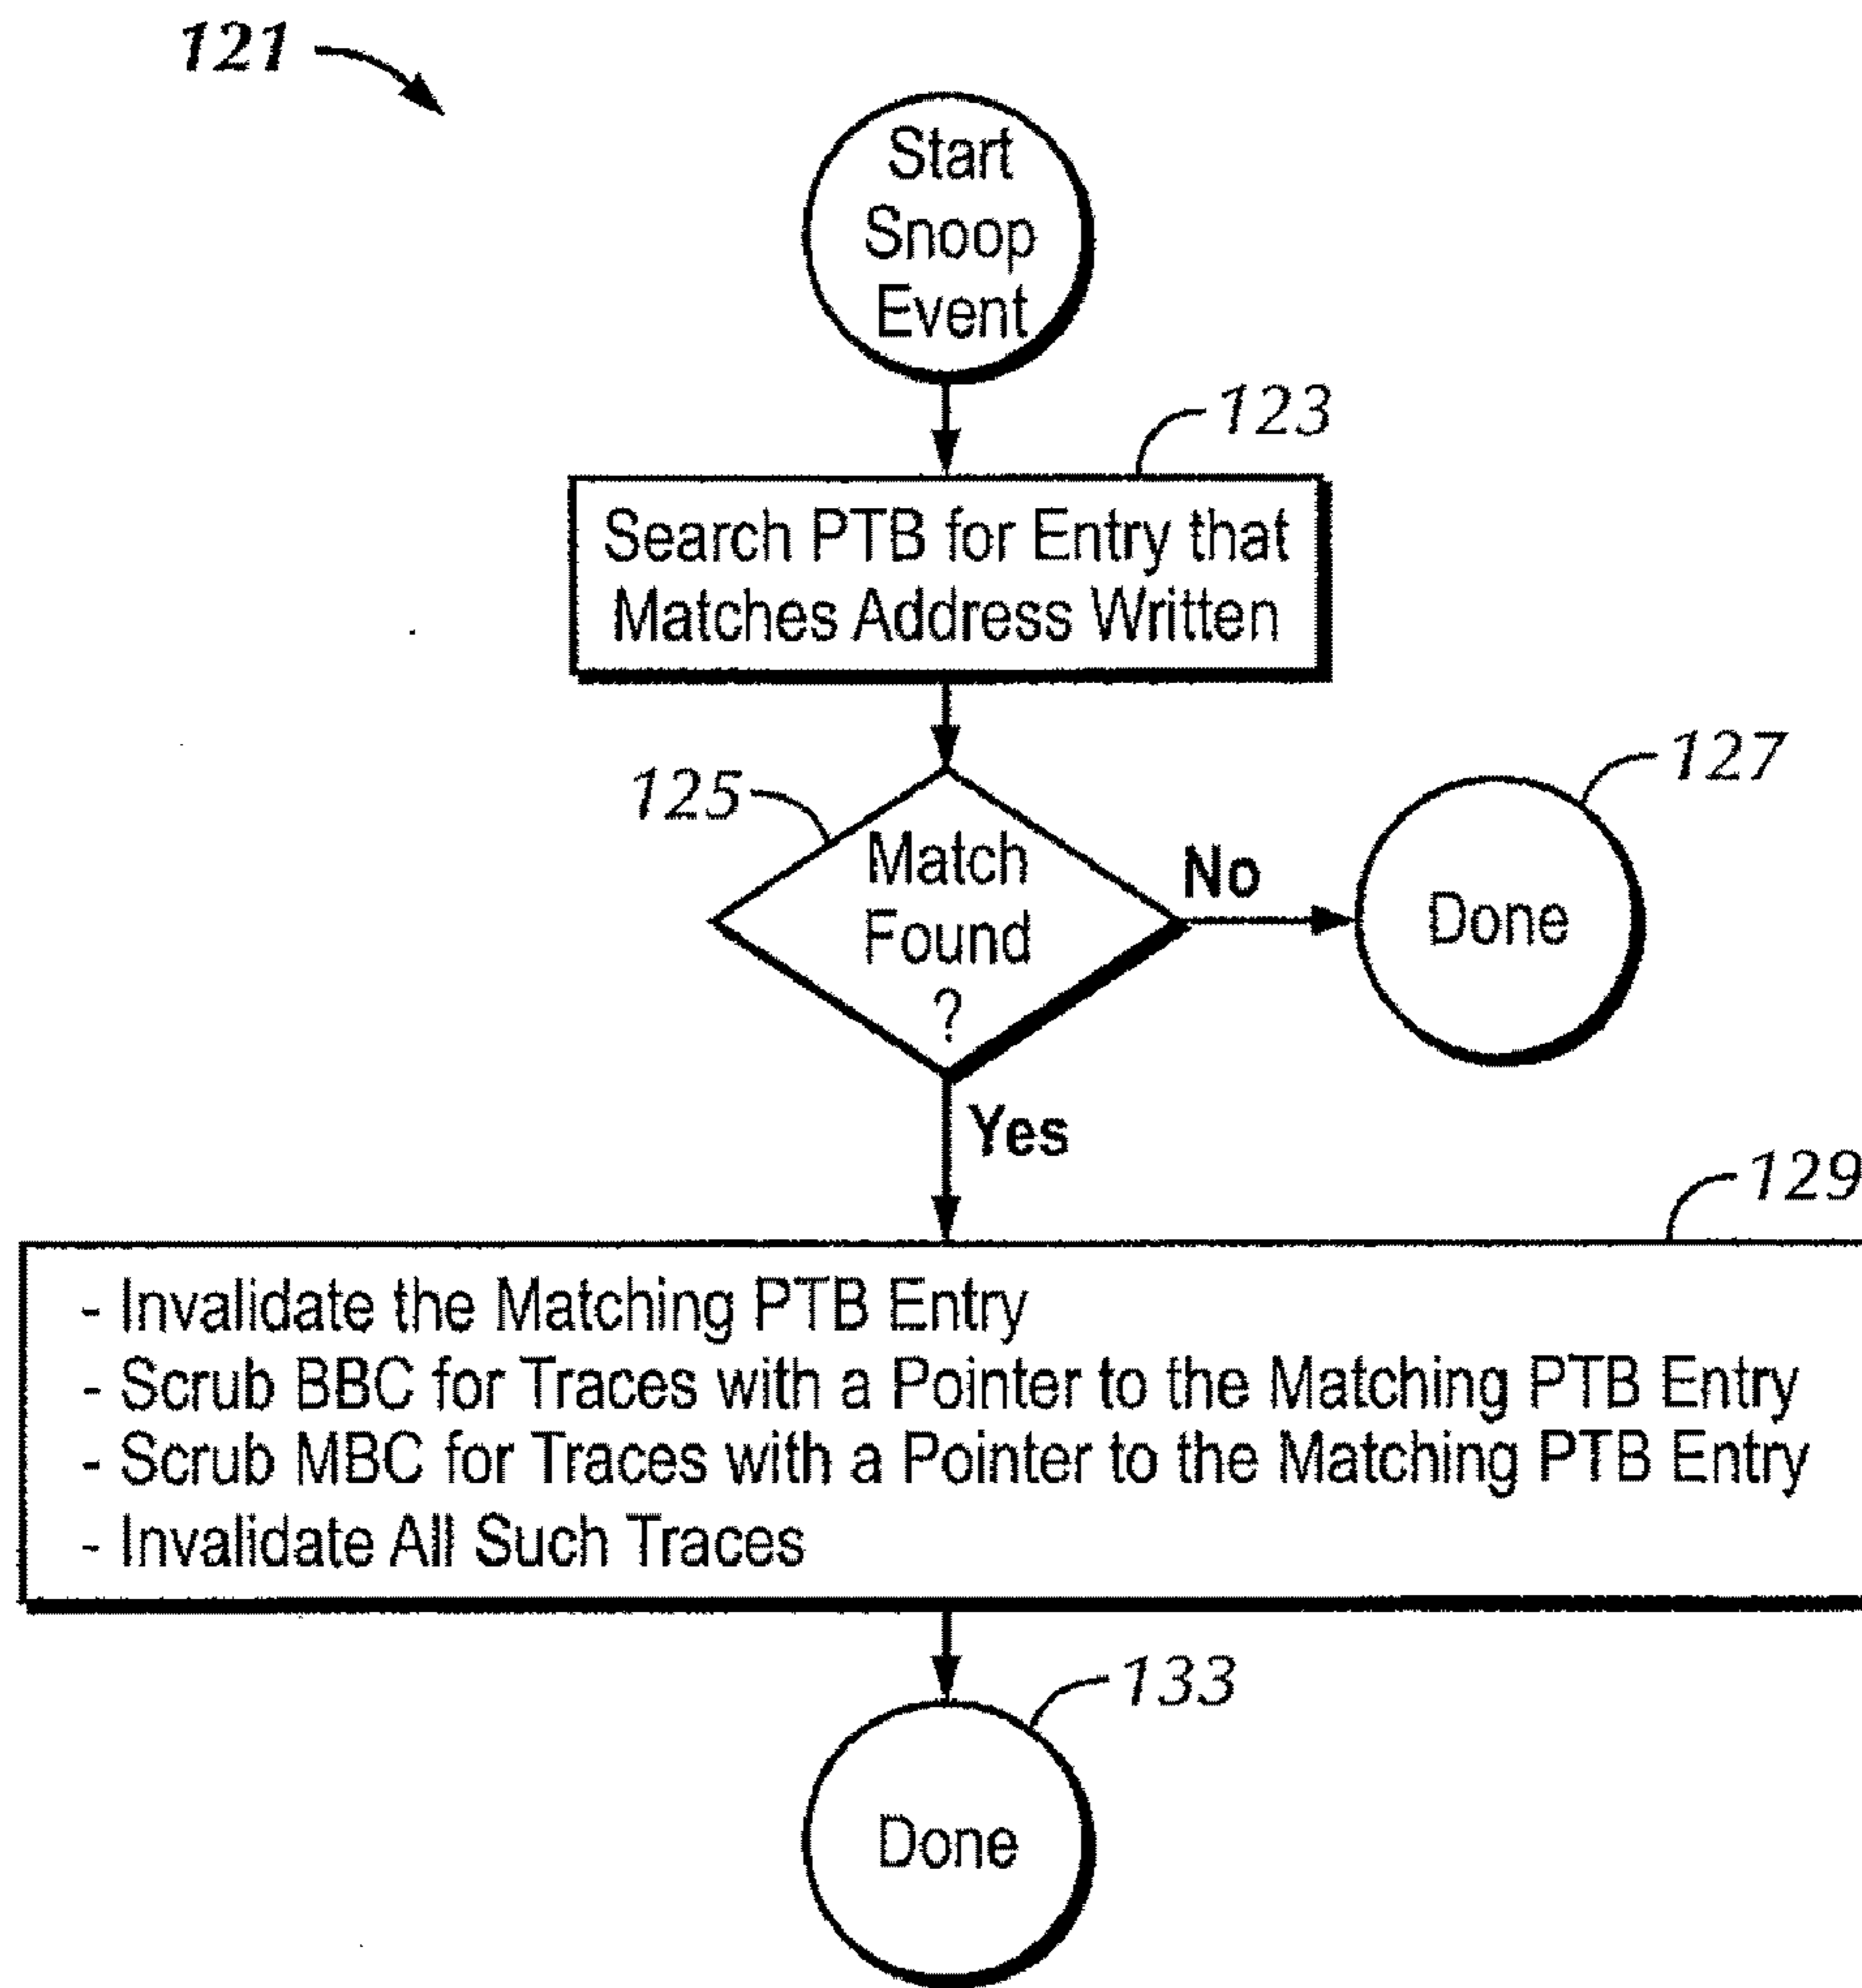 121
Start
Snoop
Event
123
Search PTB for Entry that
Matches Address Written
125
Match
Found
?
No
127
Done
Yes
129
- Invalidate the Matching PTB Entry
- Scrub BBC for Traces with a Pointer to the Matching PTB Entry
- Scrub MBC for Traces with a Pointer to the Matching PTB Entry
- Invalidate All Such Traces
133
Done